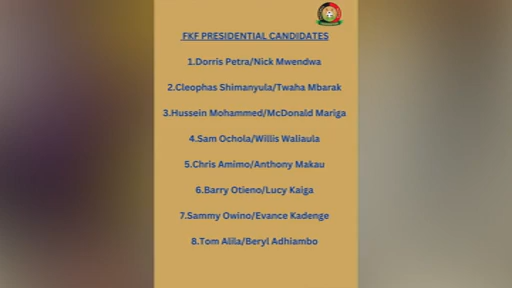 FKF PRESIDENTIAL CANDIDATES
1.Dorris Petra/Nick Mwendwa
2.Cleophas Shimanyula/Twaha Mbarak
3.Hussein Mohammed/McDonald Mariga
4.Sam Ochola/Willis Waliaula
5.Chris Amimo/Anthony Makau
6.Barry Otieno/Lucy Kaiga
7.Sammy Owino/Evance Kadenge
8.Tom Alila/Beryl Adhiambo